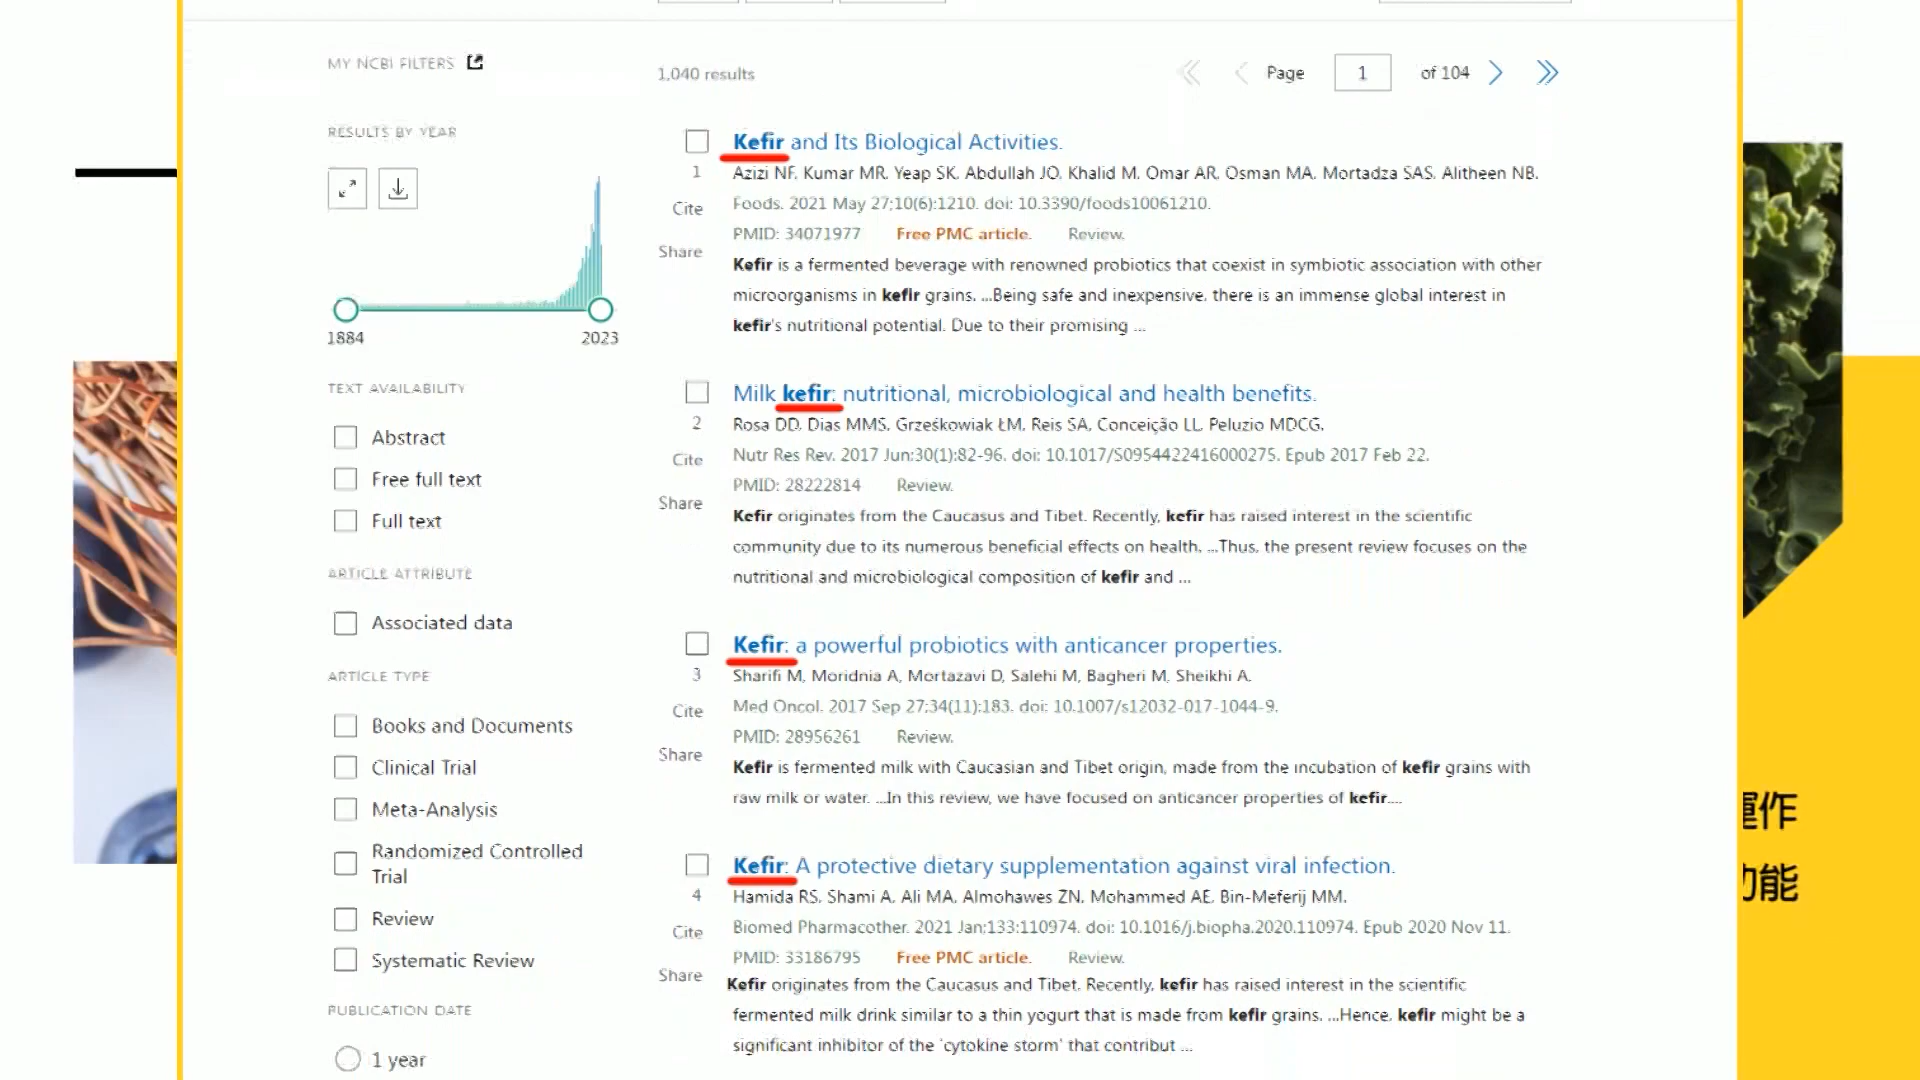 MY NCBI FILTERS
1,040 results
Page 1 of 104
RESULTS BY YEAR
1884
2023
TEXT AVAILABILITY
Abstract
Free full text
Full text
ARTICLE ATTRIBUTE
Associated data
ARTICLE TYPE
Books and Documents
Clinical Trial
Meta-Analysis
Randomized Controlled
Trial
Review
Systematic Review
PUBLICATION DATE
1 year
Kefir and Its Biological Activities.
1
Azizi NF, Kumar MR, Yeap SK, Abdullah JO, Khalid M, Omar AR, Osman MA, Mortadza SAS, Alitheen NB.
Cite
Foods. 2021 May 27;10(6):1210. doi: 10.3390/foods10061210.
PMID: 34071977 Free PMC article. Review.
Share
Kefir is a fermented beverage with renowned probiotics that coexist in symbiotic association with other
microorganisms in kefir grains. ...Being safe and inexpensive, there is an immense global interest in
kefir's nutritional potential. Due to their promising ...
Milk kefir: nutritional, microbiological and health benefits.
2
Rosa DD, Dias MMS, Grześkowiak ŁM, Reis SA, Conceição LL, Peluzio MDCG.
Cite
Nutr Res Rev. 2017 Jun;30(1):82-96. doi: 10.1017/S0954422416000275. Epub 2017 Feb 22.
PMID: 28222814 Review.
Share
Kefir originates from the Caucasus and Tibet. Recently, kefir has raised interest in the scientific
community due to its numerous beneficial effects on health. ...Thus, the present review focuses on the
nutritional and microbiological composition of kefir and ...
Kefir: a powerful probiotics with anticancer properties.
3
Sharifi M, Moridnia A, Mortazavi D, Salehi M, Bagheri M, Sheikhi A.
Cite
Med Oncol. 2017 Sep 27;34(11):183. doi: 10.1007/s12032-017-1044-9.
PMID: 28956261 Review.
Share
Kefir is fermented milk with Caucasian and Tibet origin, made from the incubation of kefir grains with
raw milk or water. ...In this review, we have focused on anticancer properties of kefir....
Kefir: A protective dietary supplementation against viral infection.
4
Hamida RS, Shami A, Ali MA, Almohawes ZN, Mohammed AE, Bin-Meferij MM.
Cite
Biomed Pharmacother. 2021 Jan;133:110974. doi: 10.1016/j.biopha.2020.110974. Epub 2020 Nov 11.
PMID: 33186795 Free PMC article. Review.
Share
Kefir originates from the Caucasus and Tibet. Recently, kefir has raised interest in the scientific
fermented milk drink similar to a thin yogurt that is made from kefir grains. ...Hence, kefir might be a
significant inhibitor of the 'cytokine storm' that contribut ...
運作
功能